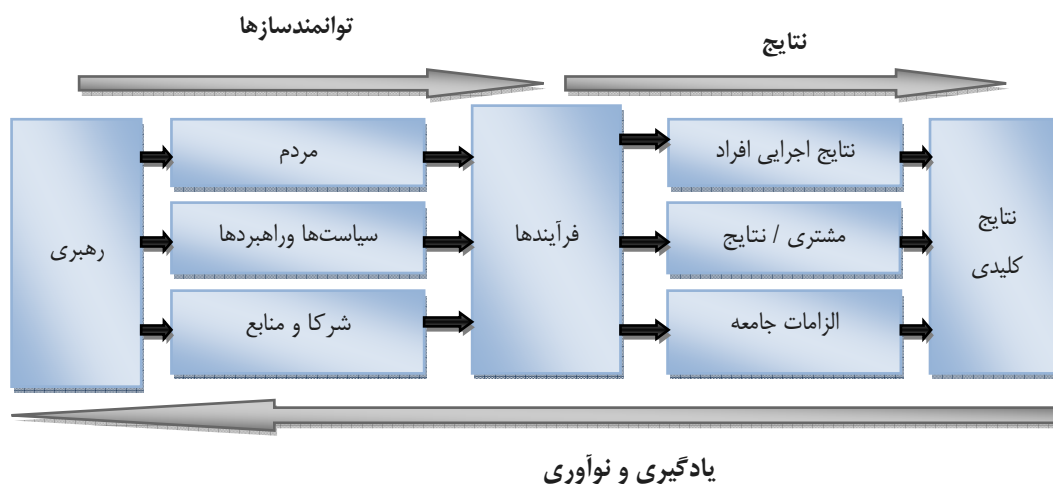 توانمندسازها
نتایج
رهبری
مردم
سیاست‌ها وراهبردها
شرکا و منابع
فرآیندها
نتایج اجرایی افراد
مشتری / نتایج
الزامات جامعه
نتایج
کلیدی
یادگیری و نوآوری